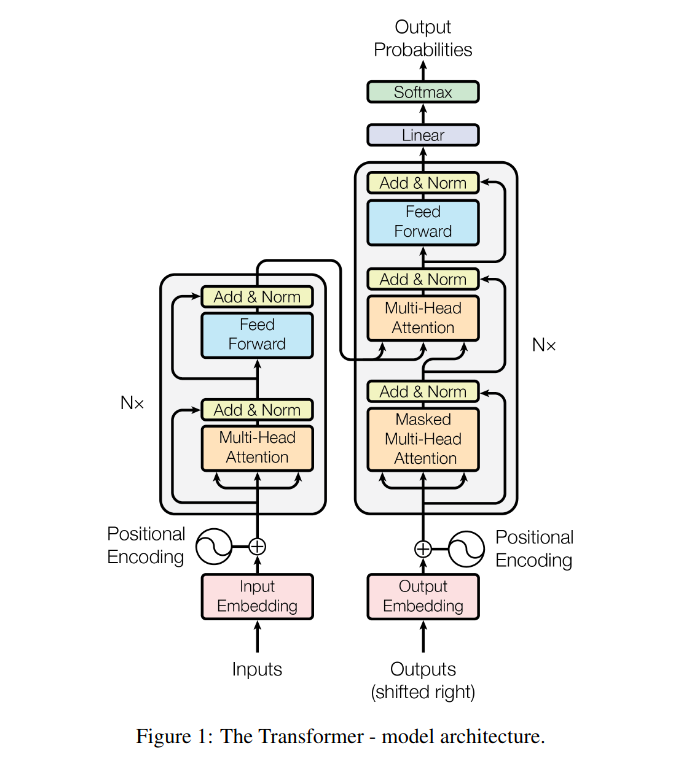 Output
Probabilities
Softmax
Linear
Add & Norm
Feed
Forward
Add & Norm
Multi-Head
Attention
Add & Norm
Masked
Multi-Head
Attention
N×
Add & Norm
Feed
Forward
Add & Norm
Multi-Head
Attention
N×
Positional
Encoding
Positional
Encoding
Input
Embedding
Output
Embedding
Inputs
Outputs
(shifted right)
Figure 1: The Transformer - model architecture.